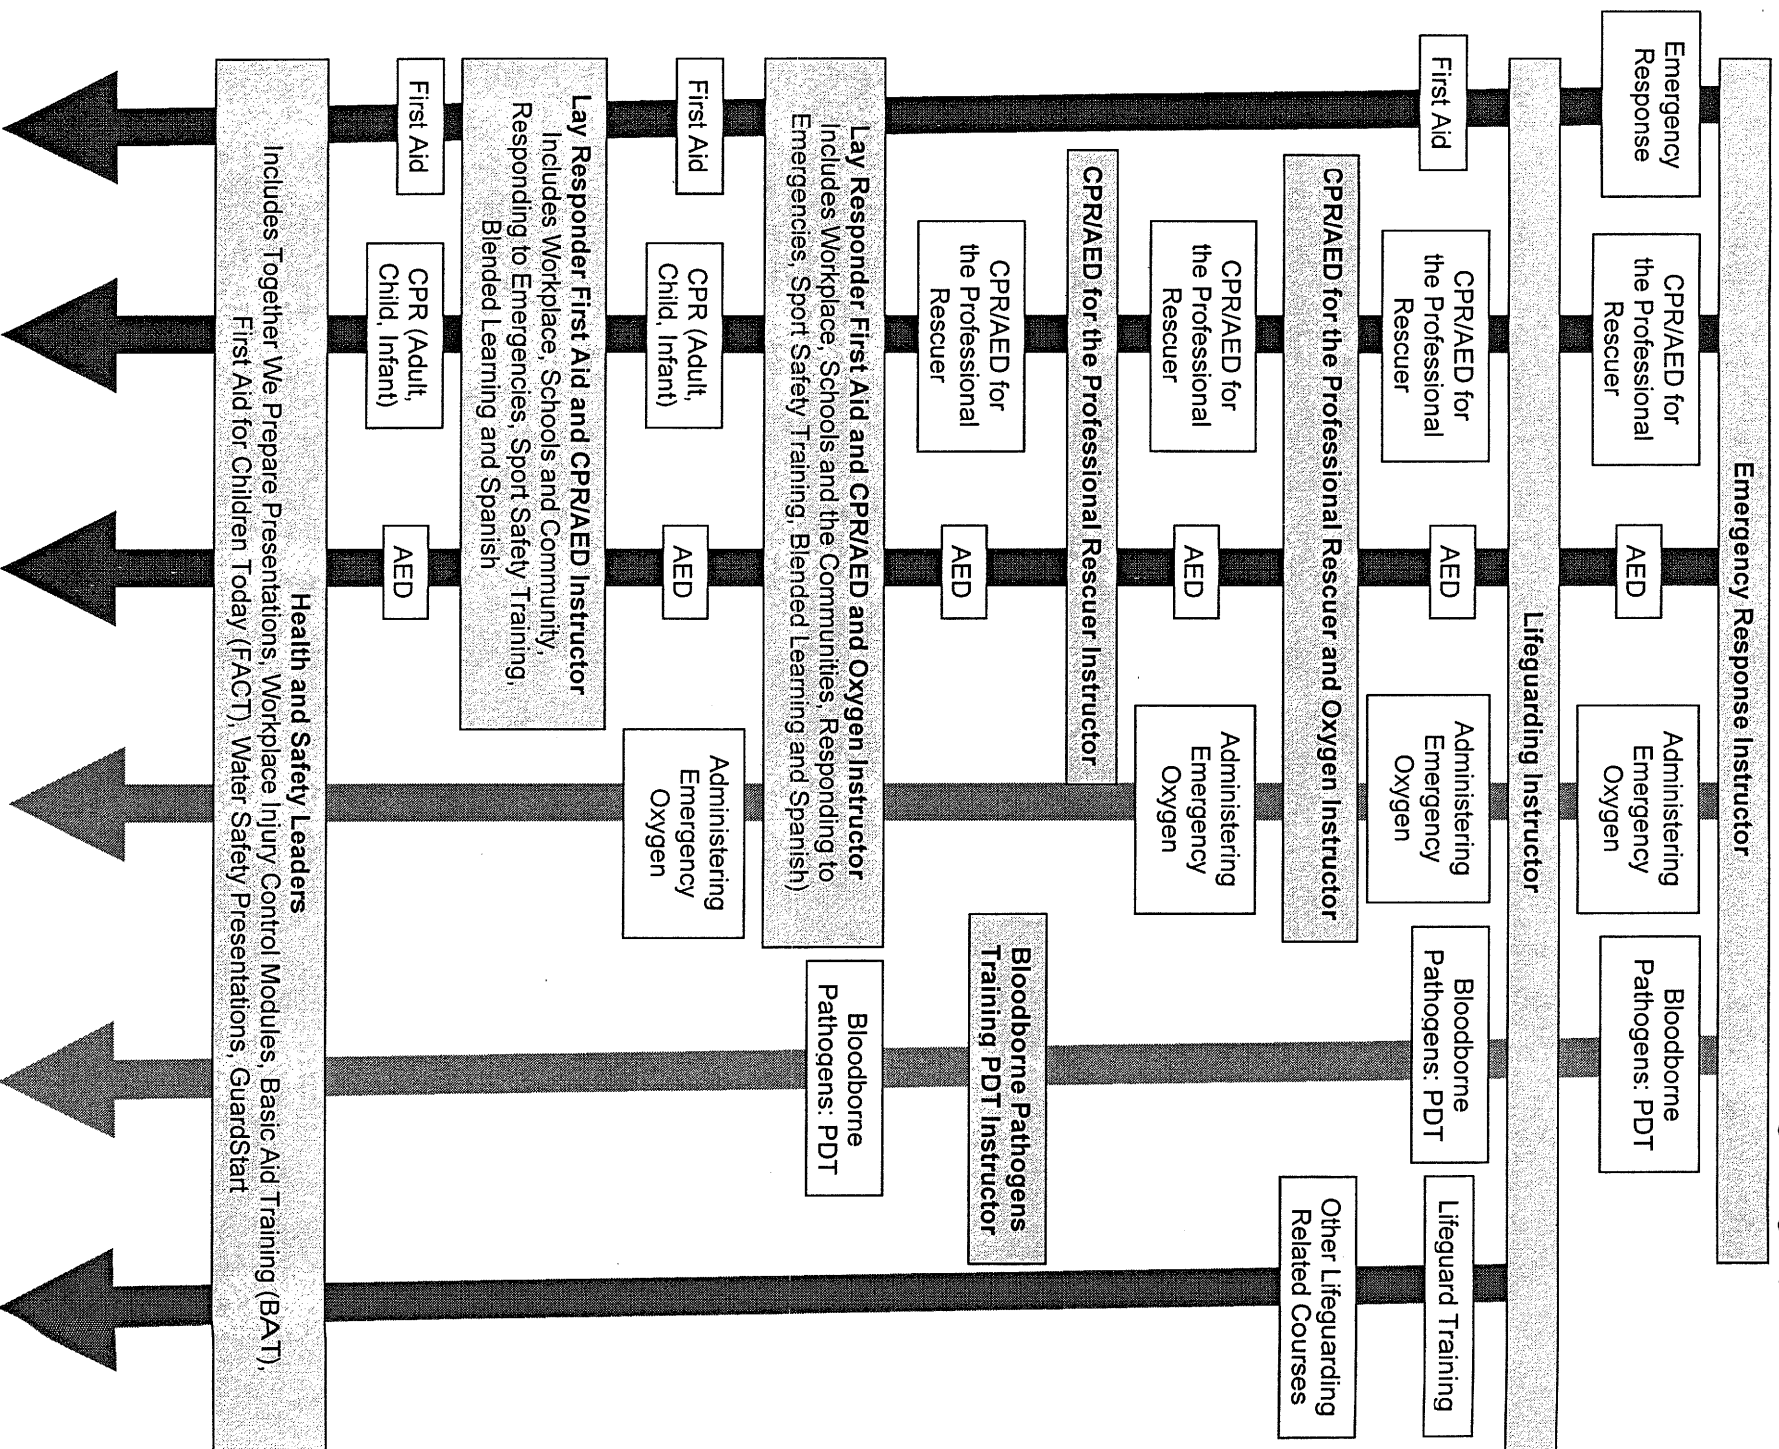 Emergency Response Instructor
Emergency
Response
CPR/AED for
the Professional
Rescuer
AED
Administering
Emergency
Oxygen
Bloodborne
Pathogens: PDT
Lifeguarding Instructor
First Aid
CPR/AED for
the Professional
Rescuer
AED
Administering
Emergency
Oxygen
Bloodborne
Pathogens: PDT
Lifeguard Training
Other Lifeguarding
Related Courses
CPR/AED for the Professional Rescuer and Oxygen Instructor
CPR/AED for
the Professional
Rescuer
AED
Administering
Emergency
Oxygen
CPR/AED for the Professional Rescuer Instructor
CPR/AED for
the Professional
Rescuer
AED
Bloodborne Pathogens
Training PDT Instructor
Bloodborne
Pathogens: PDT
Lay Responder First Aid and CPR/AED and Oxygen Instructor
Includes Workplace, Schools and the Communities, Responding to
Emergencies, Sport Safety Training, Blended Learning and Spanish)
First Aid
CPR (Adult,
Child, Infant)
AED
Administering
Emergency
Oxygen
Lay Responder First Aid and CPR/AED Instructor
Includes Workplace, Schools and Community,
Responding to Emergencies, Sport Safety Training,
Blended Learning and Spanish
First Aid
CPR (Adult,
Child, Infant)
AED
Health and Safety Leaders
Includes Together We Prepare Presentations, Workplace Injury Control Modules, Basic Aid Training (BAT),
First Aid for Children Today (FACT), Water Safety Presentations, GuardStart